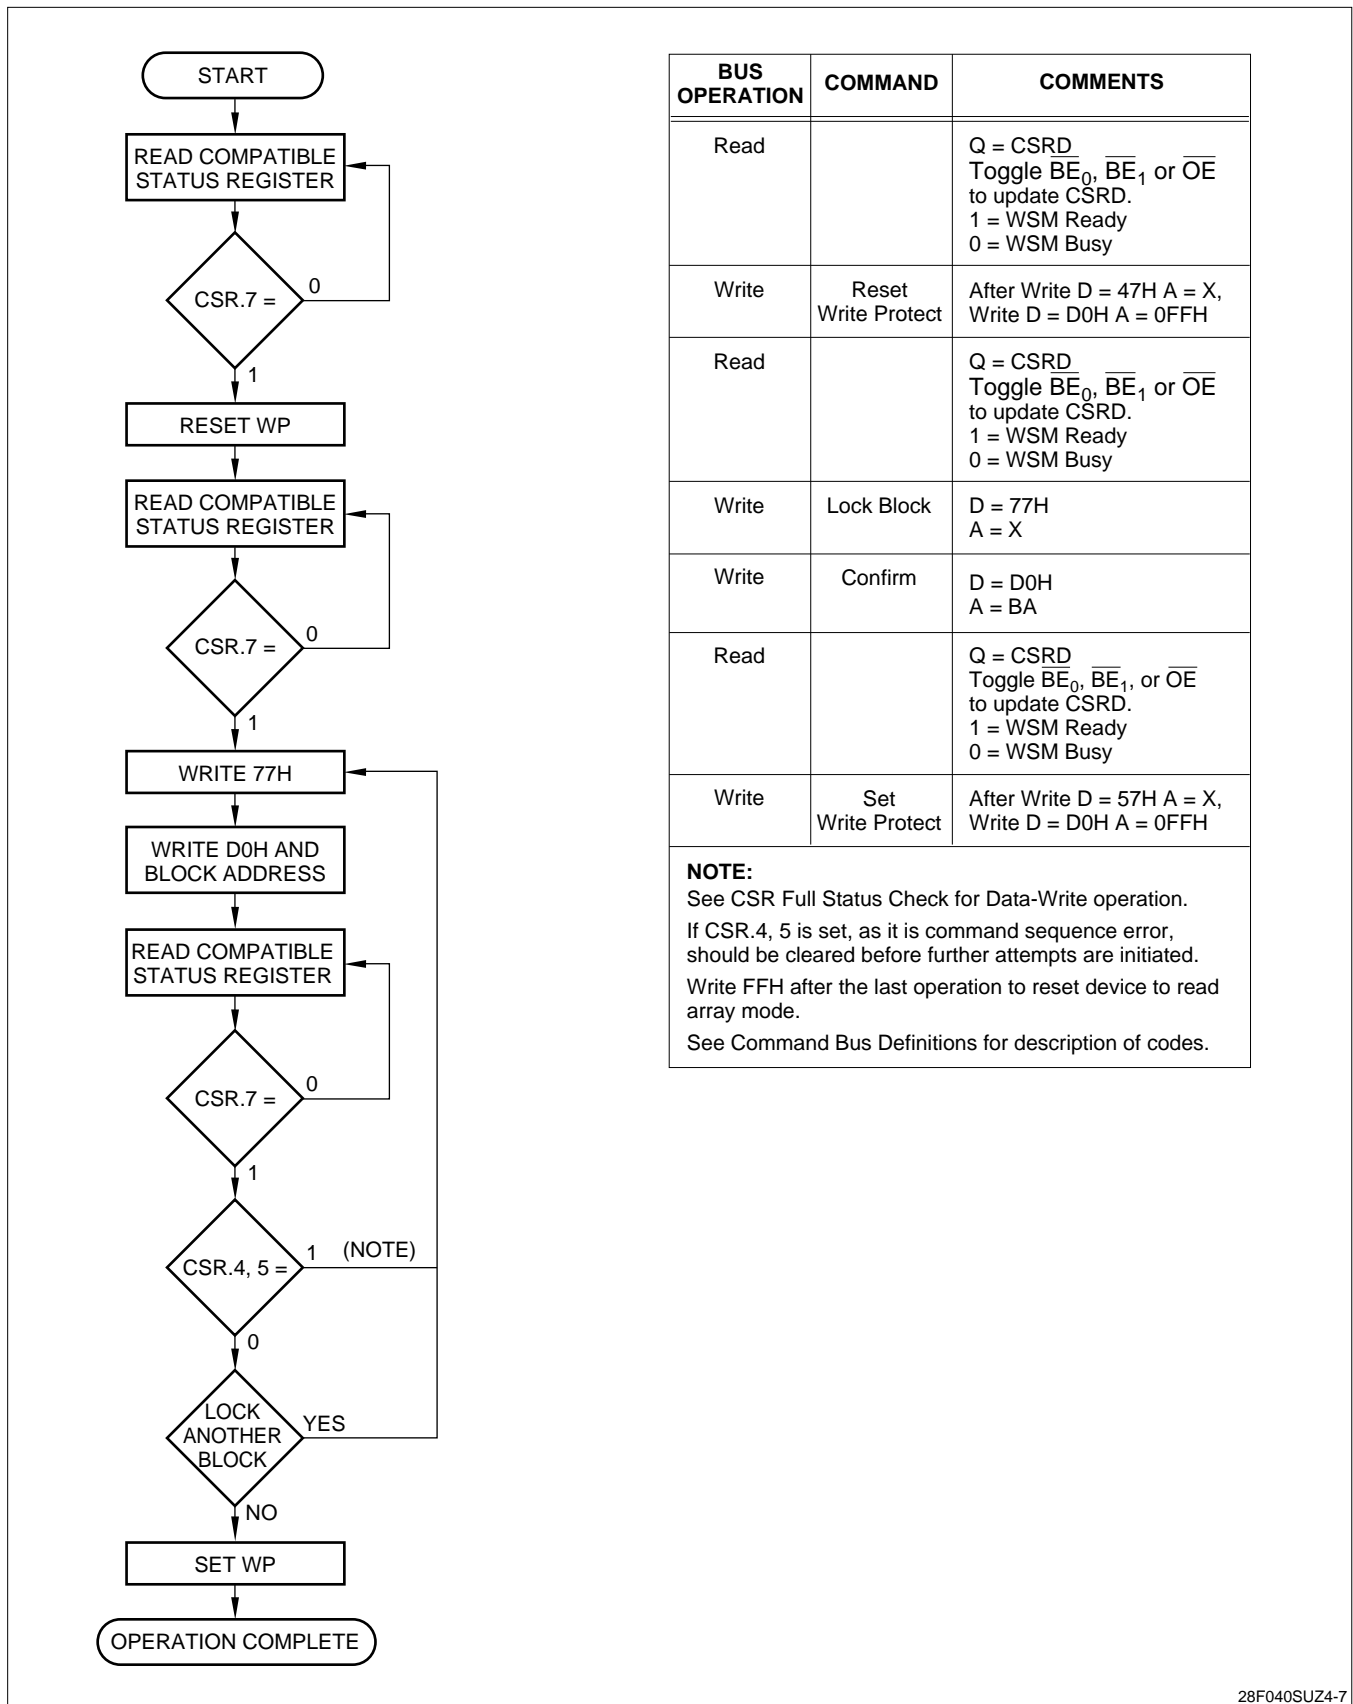 START
READ COMPATIBLE
STATUS REGISTER
CSR.7 =
0
1
RESET WP
READ COMPATIBLE
STATUS REGISTER
CSR.7 =
0
1
WRITE 77H
WRITE D0H AND
BLOCK ADDRESS
READ COMPATIBLE
STATUS REGISTER
CSR.7 =
0
1
CSR.4, 5 =
1 (NOTE)
0
LOCK
ANOTHER
BLOCK
YES
NO
SET WP
OPERATION COMPLETE
BUS
OPERATION
COMMAND
COMMENTS
Read
Q = CSRD
Toggle B̅E̅₀, B̅E̅₁ or O̅E̅
to update CSRD.
1 = WSM Ready
0 = WSM Busy
Write
Reset
Write Protect
After Write D = 47H A = X,
Write D = D0H A = 0FFH
Read
Q = CSRD
Toggle B̅E̅₀, B̅E̅₁ or O̅E̅
to update CSRD.
1 = WSM Ready
0 = WSM Busy
Write
Lock Block
D = 77H
A = X
Write
Confirm
D = D0H
A = BA
Read
Q = CSRD
Toggle B̅E̅₀, B̅E̅₁, or O̅E̅
to update CSRD.
1 = WSM Ready
0 = WSM Busy
Write
Set
Write Protect
After Write D = 57H A = X,
Write D = D0H A = 0FFH
NOTE:
See CSR Full Status Check for Data-Write operation.
If CSR.4, 5 is set, as it is command sequence error,
should be cleared before further attempts are initiated.
Write FFH after the last operation to reset device to read
array mode.
See Command Bus Definitions for description of codes.
28F040SUZ4-7